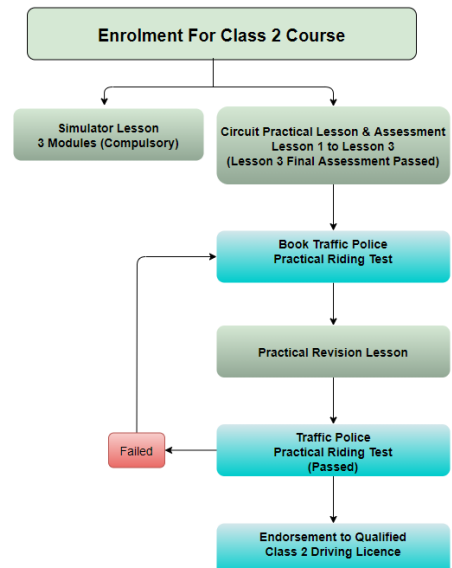 Enrolment For Class 2 Course
Simulator Lesson
3 Modules (Compulsory)
Circuit Practical Lesson & Assessment
Lesson 1 to Lesson 3
(Lesson 3 Final Assessment Passed)
Book Traffic Police
Practical Riding Test
Practical Revision Lesson
Failed
Traffic Police
Practical Riding Test
(Passed)
Endorsement to Qualified
Class 2 Driving Licence